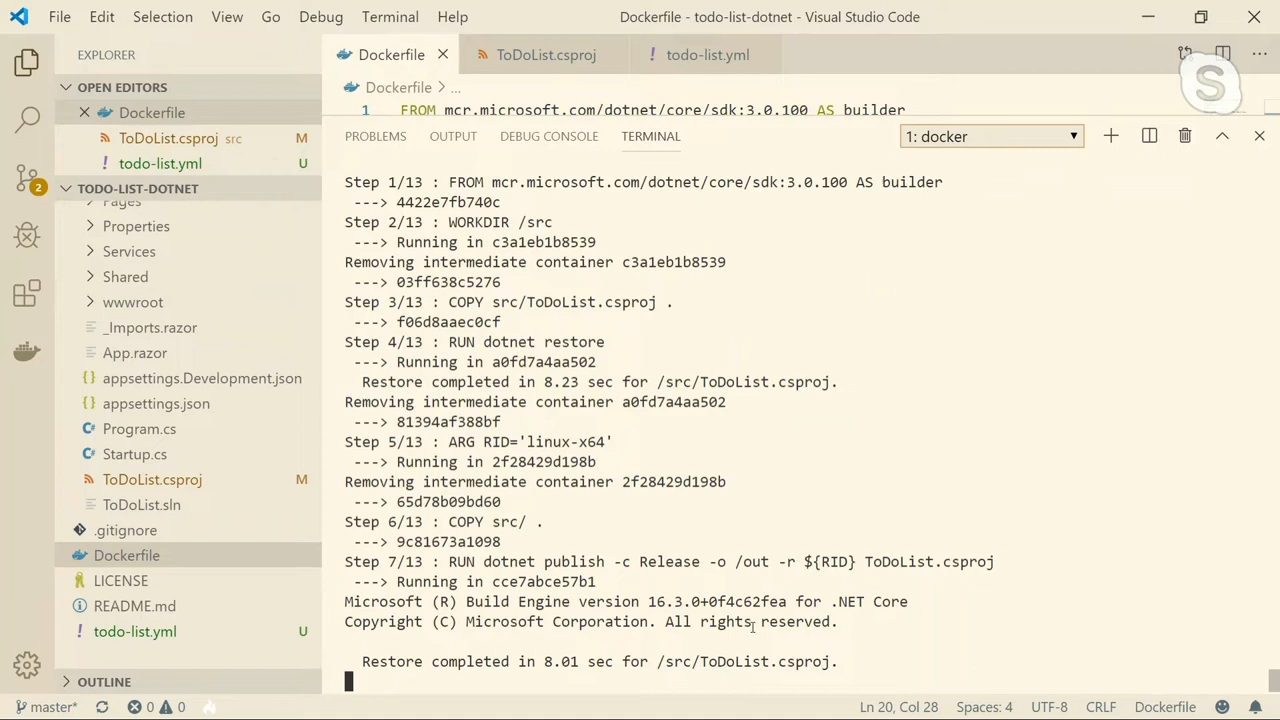 File Edit Selection View Go Debug Terminal Help Dockerfile - todo-list-dotnet - Visual Studio Code
EXPLORER
OPEN EDITORS
Dockerfile
ToDoList.csproj src M
todo-list.yml U
TODO-LIST-DOTNET
Pages
Properties
Services
Shared
wwwroot
_Imports.razor
App.razor
appsettings.Development.json
appsettings.json
Program.cs
Startup.cs
ToDoList.csproj M
ToDoList.sln
.gitignore
Dockerfile
LICENSE
README.md
todo-list.yml U
OUTLINE
2
Dockerfile ToDoList.csproj todo-list.yml
S
Dockerfile > ...
1 FROM mcr.microsoft.com/dotnet/core/sdk:3.0.100 AS builder
PROBLEMS OUTPUT DEBUG CONSOLE TERMINAL 1: docker
Step 1/13 : FROM mcr.microsoft.com/dotnet/core/sdk:3.0.100 AS builder
---> 4422e7fb740c
Step 2/13 : WORKDIR /src
---> Running in c3a1eb1b8539
Removing intermediate container c3a1eb1b8539
---> 03ff638c5276
Step 3/13 : COPY src/ToDoList.csproj .
---> f06d8aaec0cf
Step 4/13 : RUN dotnet restore
---> Running in a0fd7a4aa502
Restore completed in 8.23 sec for /src/ToDoList.csproj.
Removing intermediate container a0fd7a4aa502
---> 81394af388bf
Step 5/13 : ARG RID='linux-x64'
---> Running in 2f28429d198b
Removing intermediate container 2f28429d198b
---> 65d78b09bd60
Step 6/13 : COPY src/ .
---> 9c81673a1098
Step 7/13 : RUN dotnet publish -c Release -o /out -r ${RID} ToDoList.csproj
---> Running in cce7abce57b1
Microsoft (R) Build Engine version 16.3.0+0f4c62fea for .NET Core
Copyright (C) Microsoft Corporation. All rights reserved.
Restore completed in 8.01 sec for /src/ToDoList.csproj.
master* 0 0 Ln 20, Col 28 Spaces: 4 UTF-8 CRLF Dockerfile